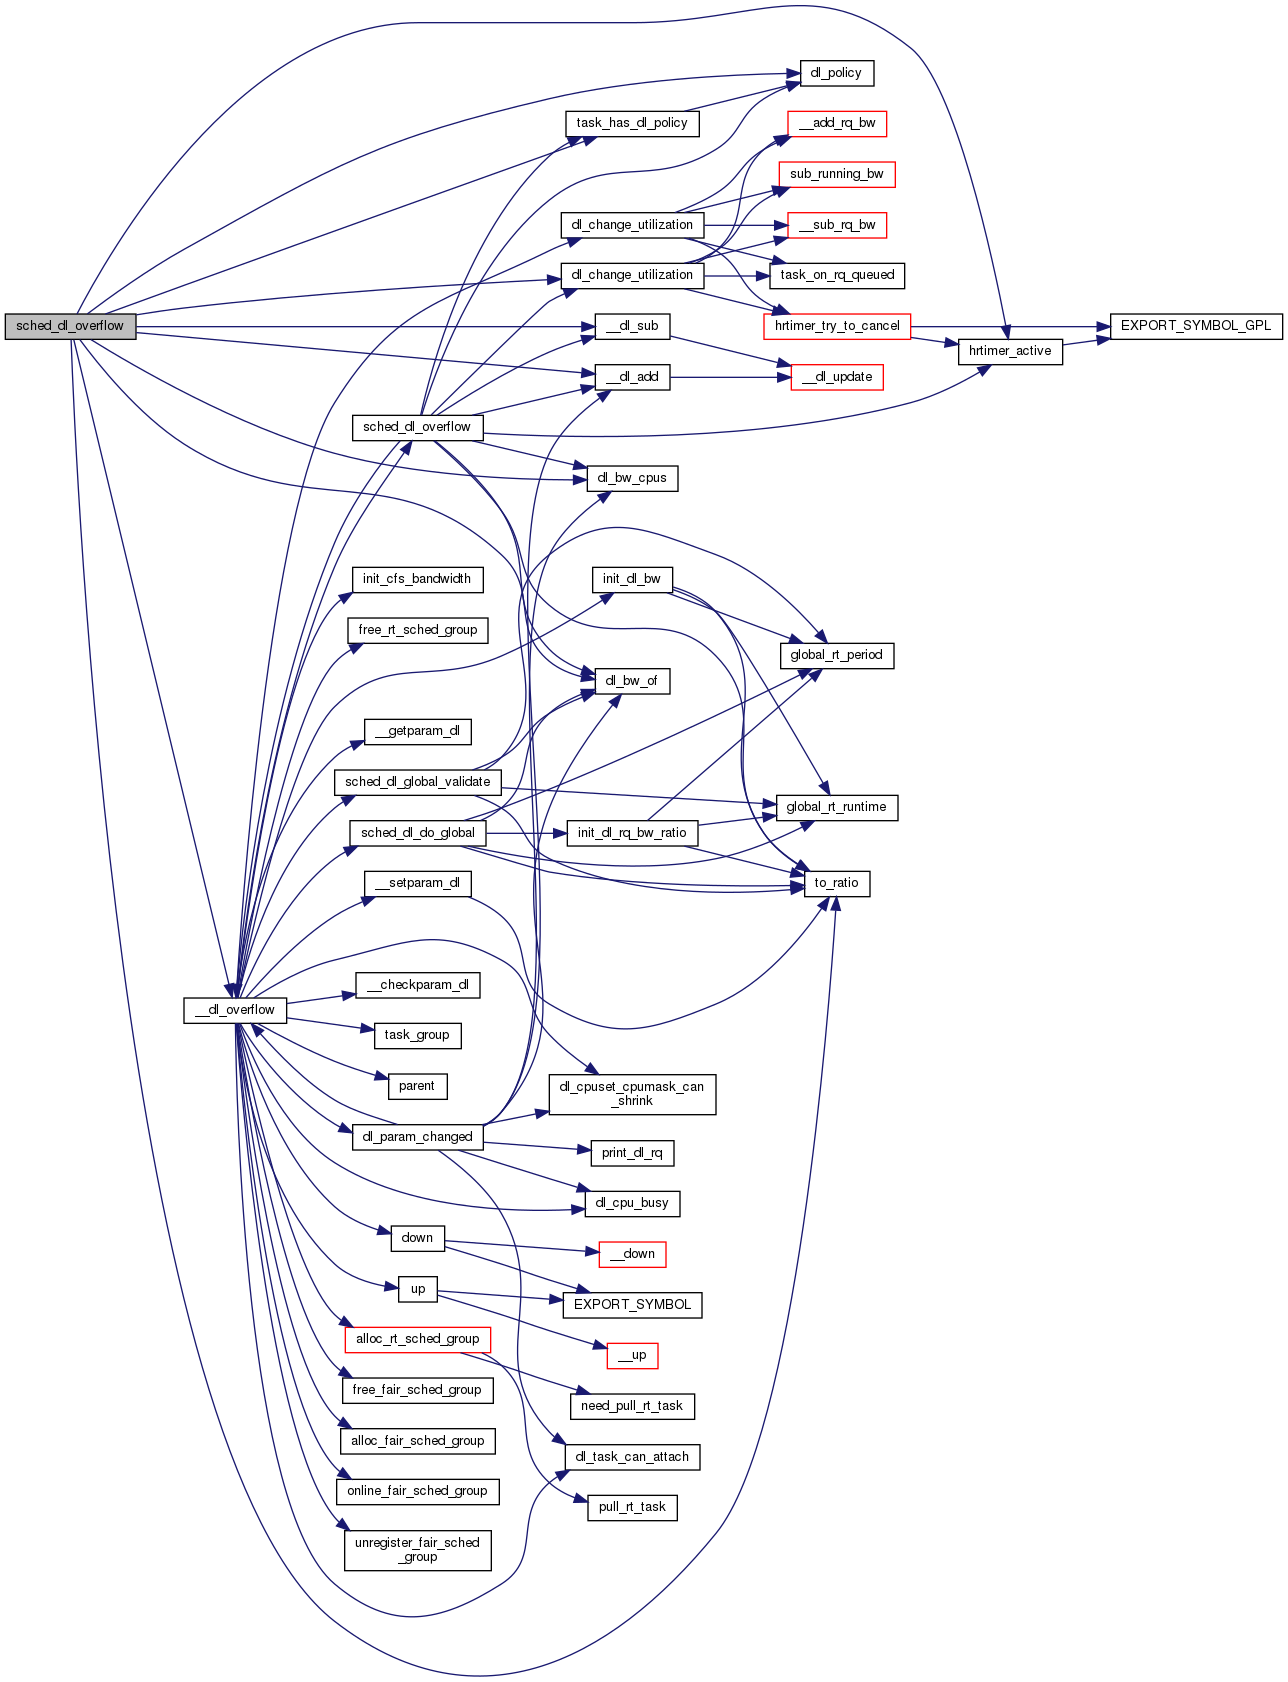 dl_policy
task_has_dl_policy
__add_rq_bw
sub_running_bw
dl_change_utilization
__sub_rq_bw
dl_change_utilization
task_on_rq_queued
sched_dl_overflow
__dl_sub
hrtimer_try_to_cancel
EXPORT_SYMBOL_GPL
hrtimer_active
__dl_add
__dl_update
sched_dl_overflow
dl_bw_cpus
init_cfs_bandwidth
init_dl_bw
free_rt_sched_group
global_rt_period
dl_bw_of
__getparam_dl
sched_dl_global_validate
global_rt_runtime
sched_dl_do_global
init_dl_rq_bw_ratio
__setparam_dl
to_ratio
__checkparam_dl
__dl_overflow
task_group
parent
dl_cpuset_cpumask_can
_shrink
dl_param_changed
print_dl_rq
dl_cpu_busy
down
__down
up
EXPORT_SYMBOL
alloc_rt_sched_group
__up
free_fair_sched_group
need_pull_rt_task
alloc_fair_sched_group
dl_task_can_attach
online_fair_sched_group
pull_rt_task
unregister_fair_sched
_group